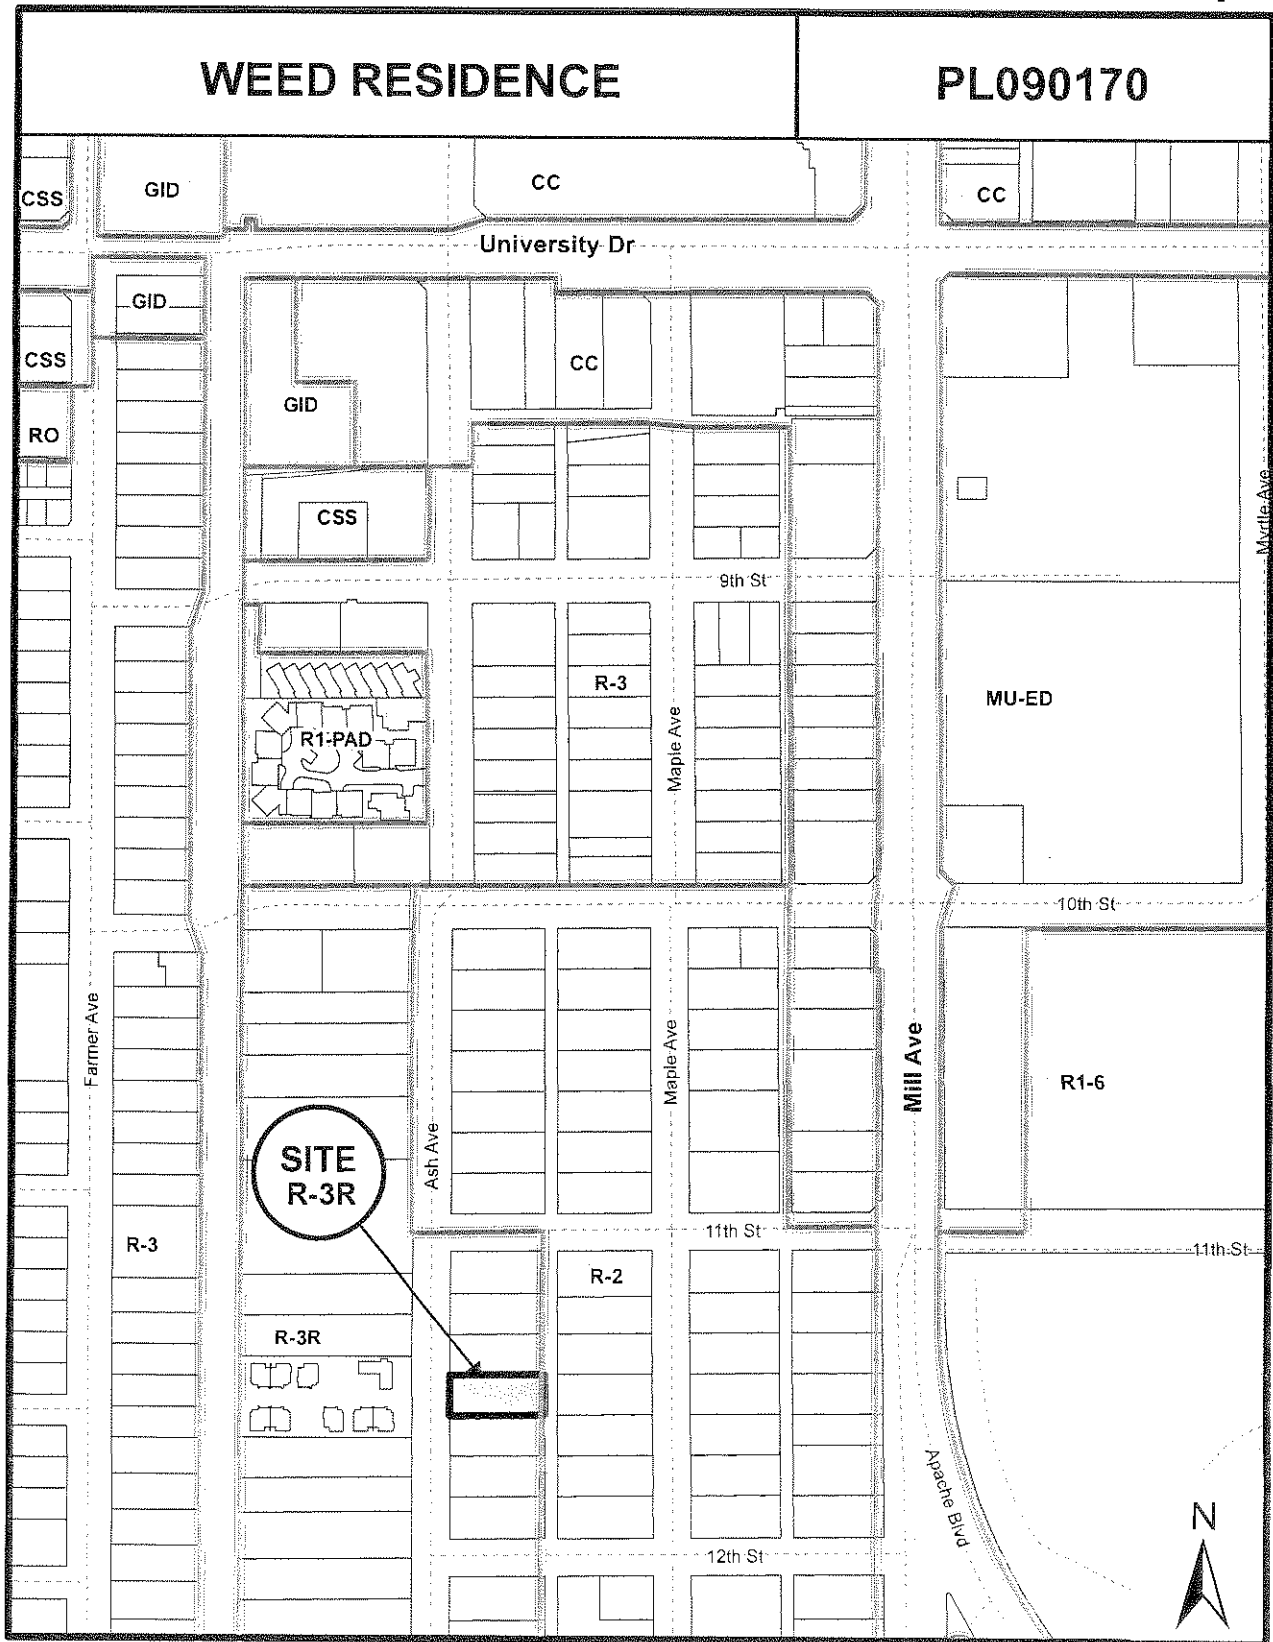 WEED RESIDENCE
PL090170
CSS
GID
CC
CC
University Dr
GID
CSS
CC
GID
RO
CSS
Myrtle Ave
9th St
R-3
MU-ED
R1-PAD
Maple Ave
10th St
Farmer Ave
Maple Ave
Mill Ave
R1-6
Ash Ave
SITE
R-3R
11th St
R-3
11th St
R-2
R-3R
Apache Blvd
N
12th St